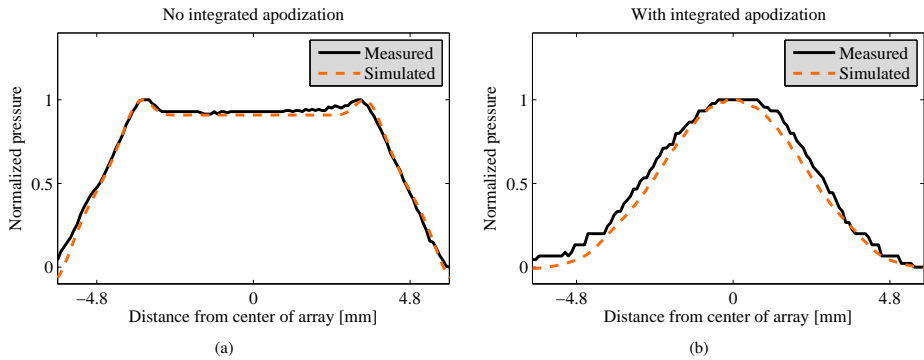 No integrated apodization
Measured
Simulated
Normalized pressure
1
0.5
0
−4.8
0
4.8
Distance from center of array [mm]
(a)
With integrated apodization
Measured
Simulated
Normalized pressure
1
0.5
0
−4.8
0
4.8
Distance from center of array [mm]
(b)